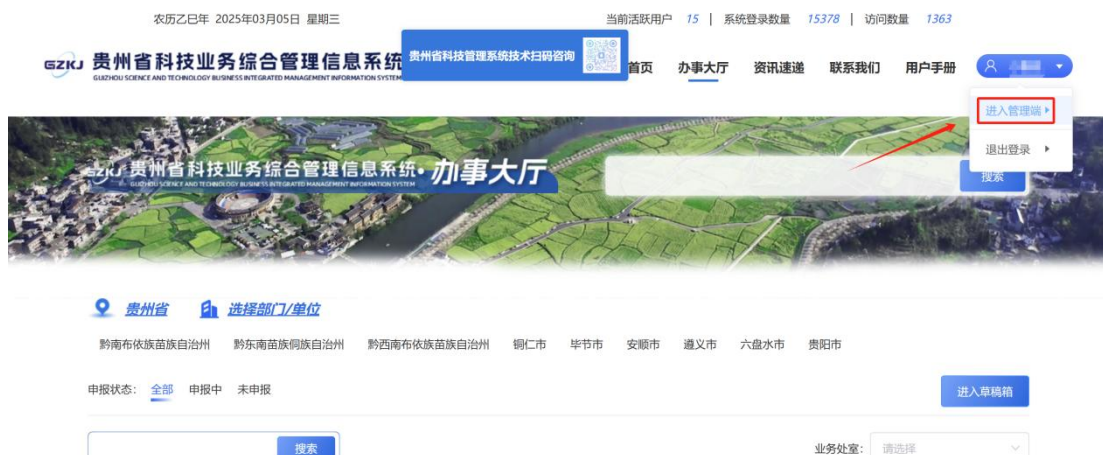 农历乙巳年 2025年03月05日 星期三
当前活跃用户 15 | 系统登录数量 15378 | 访问数量 1363
GZKJ 贵州省科技业务综合管理信息系统
GUIZHOU SCIENCE AND TECHNOLOGY BUSINESS INTEGRATED MANAGEMENT INFORMATION SYSTEM
贵州省科技管理系统技术扫码咨询
首页 办事大厅 资讯速递 联系我们 用户手册
进入管理端
退出登录
GZKJ 贵州省科技业务综合管理信息系统·办事大厅
GUIZHOU SCIENCE AND TECHNOLOGY BUSINESS INTEGRATED MANAGEMENT INFORMATION SYSTEM
搜索
贵州省 选择部门/单位
黔南布依族苗族自治州 黔东南苗族侗族自治州 黔西南布依族苗族自治州 铜仁市 毕节市 安顺市 遵义市 六盘水市 贵阳市
申报状态: 全部 申报中 未申报 进入草稿箱
搜索 业务处室: 请选择